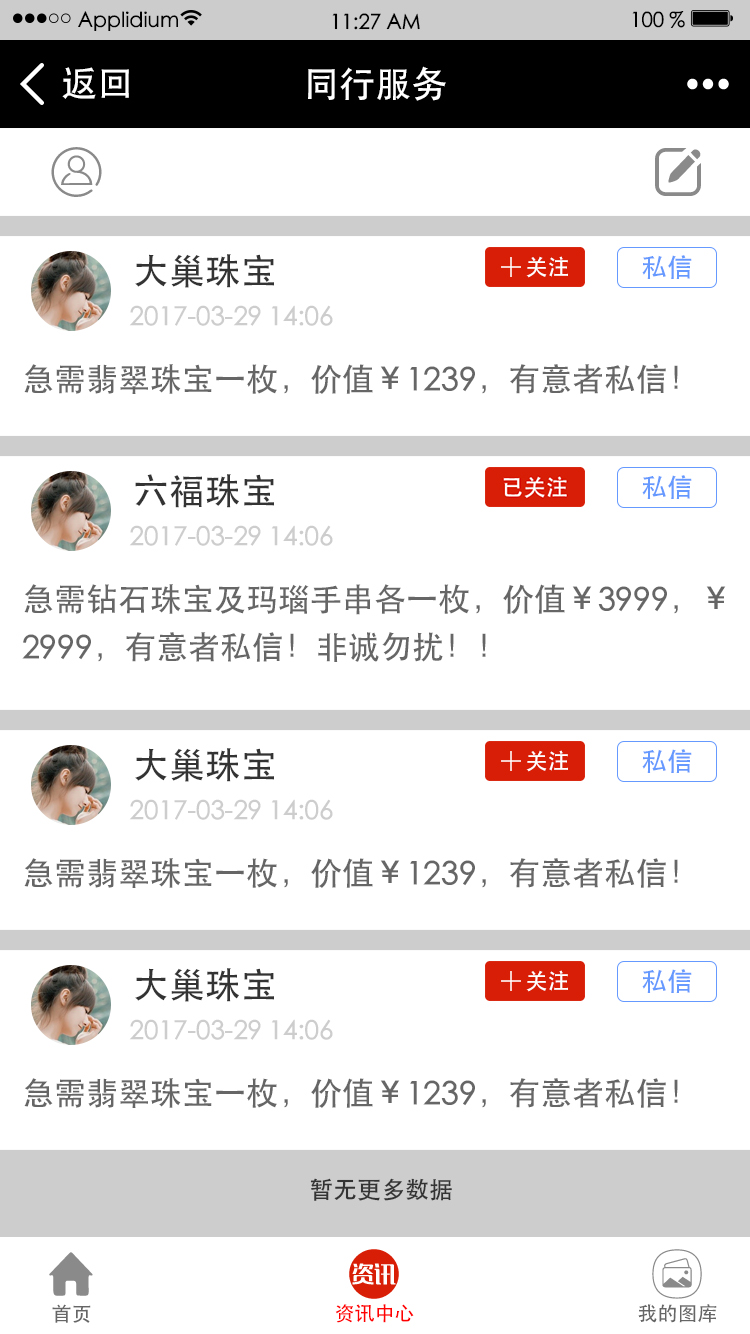 Applidium 11:27 AM 100 %
返回 同行服务
大巢珠宝 十关注 私信
2017-03-29 14:06
急需翡翠珠宝一枚，价值￥1239，有意者私信！
六福珠宝 已关注 私信
2017-03-29 14:06
急需钻石珠宝及玛瑙手串各一枚，价值￥3999，￥
2999，有意者私信！非诚勿扰！！
大巢珠宝 十关注 私信
2017-03-29 14:06
急需翡翠珠宝一枚，价值￥1239，有意者私信！
大巢珠宝 十关注 私信
2017-03-29 14:06
急需翡翠珠宝一枚，价值￥1239，有意者私信！
暂无更多数据
资讯
首页 资讯中心 我的图库